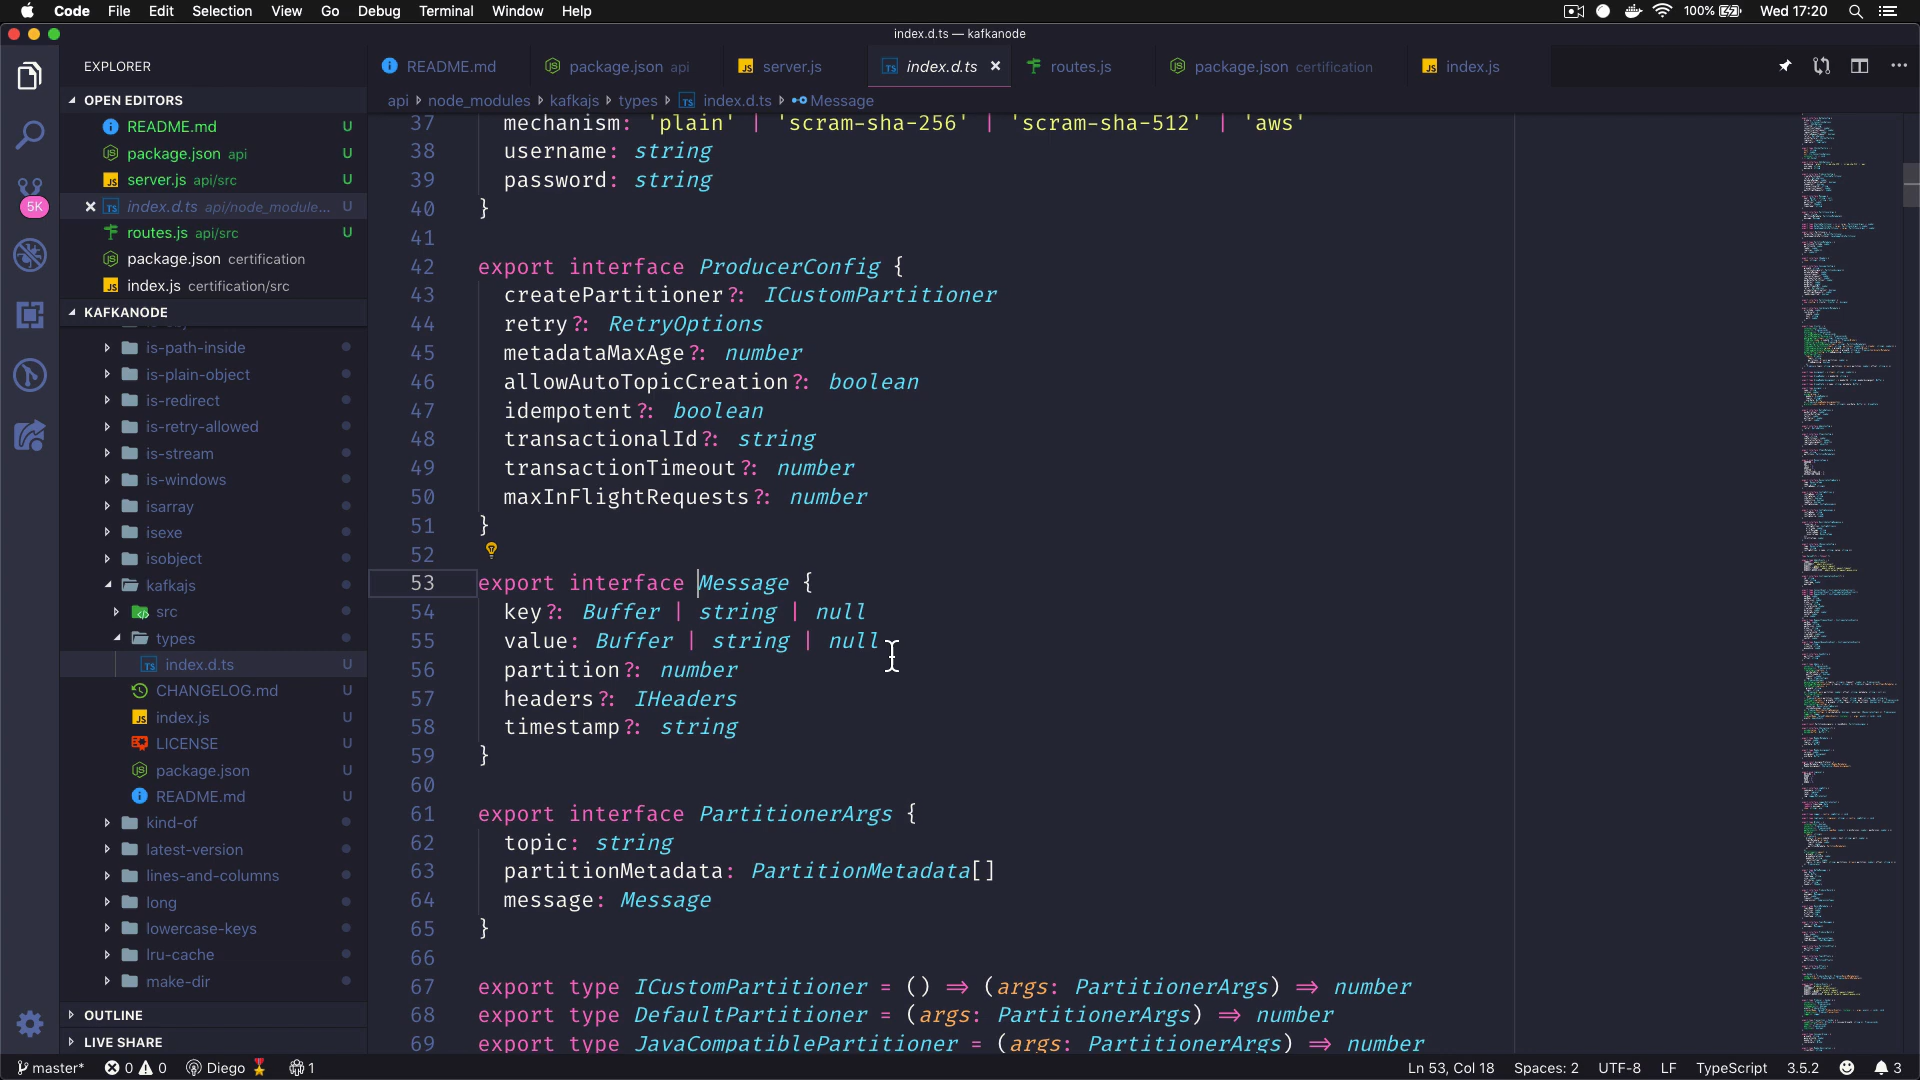 Code File Edit Selection View Go Debug Terminal Window Help 100% Wed 17:20
index.d.ts — kafkanode
EXPLORER
README.md package.json api server.js index.d.ts routes.js package.json certification index.js
api node_modules kafkajs types index.d.ts Message
OPEN EDITORS
README.md U
package.json api U
server.js api/src U
index.d.ts api/node_module... U
routes.js api/src U
package.json certification
index.js certification/src
5K
KAFKANODE
is-path-inside
is-plain-object
is-redirect
is-retry-allowed
is-stream
is-windows
isarray
isexe
isobject
kafkajs
src
types
index.d.ts U
CHANGELOG.md U
index.js U
LICENSE U
package.json U
README.md U
kind-of
latest-version
lines-and-columns
long
lowercase-keys
lru-cache
make-dir
OUTLINE
LIVE SHARE
37 mechanism: 'plain' | 'scram-sha-256' | 'scram-sha-512' | 'aws'
38 username: string
39 password: string
40 }
41
42 export interface ProducerConfig {
43 createPartitioner?: ICustomPartitioner
44 retry?: RetryOptions
45 metadataMaxAge?: number
46 allowAutoTopicCreation?: boolean
47 idempotent?: boolean
48 transactionalId?: string
49 transactionTimeout?: number
50 maxInFlightRequests?: number
51 }
52
53 export interface Message {
54 key?: Buffer | string | null
55 value: Buffer | string | null
56 partition?: number
57 headers?: IHeaders
58 timestamp?: string
59 }
60
61 export interface PartitionerArgs {
62 topic: string
63 partitionMetadata: PartitionMetadata[]
64 message: Message
65 }
66
67 export type ICustomPartitioner = () => (args: PartitionerArgs) => number
68 export type DefaultPartitioner = (args: PartitionerArgs) => number
69 export type JavaCompatiblePartitioner = (args: PartitionerArgs) => number
master* 0 0 Diego 1 Ln 53, Col 18 Spaces: 2 UTF-8 LF TypeScript 3.5.2 3